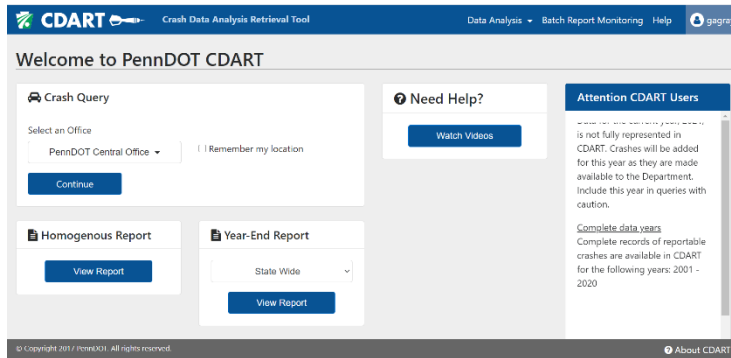 CDART Crash Data Analysis Retrieval Tool Data Analysis Batch Report Monitoring Help gagra
Welcome to PennDOT CDART
Crash Query
Select an Office
PennDOT Central Office
Remember my location
Continue
Homogenous Report
View Report
Year-End Report
State Wide
View Report
Need Help?
Watch Videos
Attention CDART Users
is not fully represented in
CDART. Crashes will be added
for this year as they are made
available to the Department.
Include this year in queries with
caution.
Complete data years
Complete records of reportable
crashes are available in CDART
for the following years: 2001 -
2020
© Copyright 2017 PennDOT. All rights reserved.
About CDART